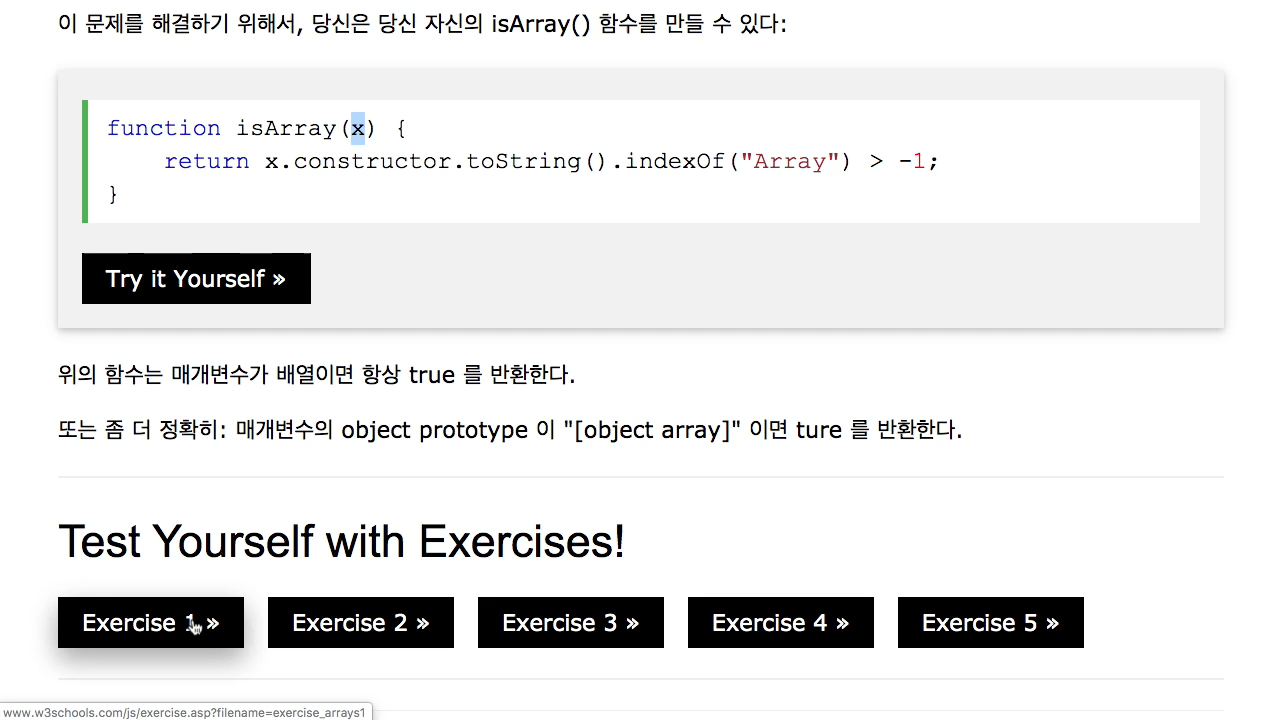 이 문제를 해결하기 위해서, 당신은 당신 자신의 isArray() 함수를 만들 수 있다:
function isArray(x) {
    return x.constructor.toString().indexOf("Array") > -1;
}
Try it Yourself »
위의 함수는 매개변수가 배열이면 항상 true 를 반환한다.
또는 좀 더 정확히: 매개변수의 object prototype 이 "[object array]" 이면 ture 를 반환한다.
Test Yourself with Exercises!
Exercise 1 » Exercise 2 » Exercise 3 » Exercise 4 » Exercise 5 »
www.w3schools.com/js/exercise.asp?filename=exercise_arrays1